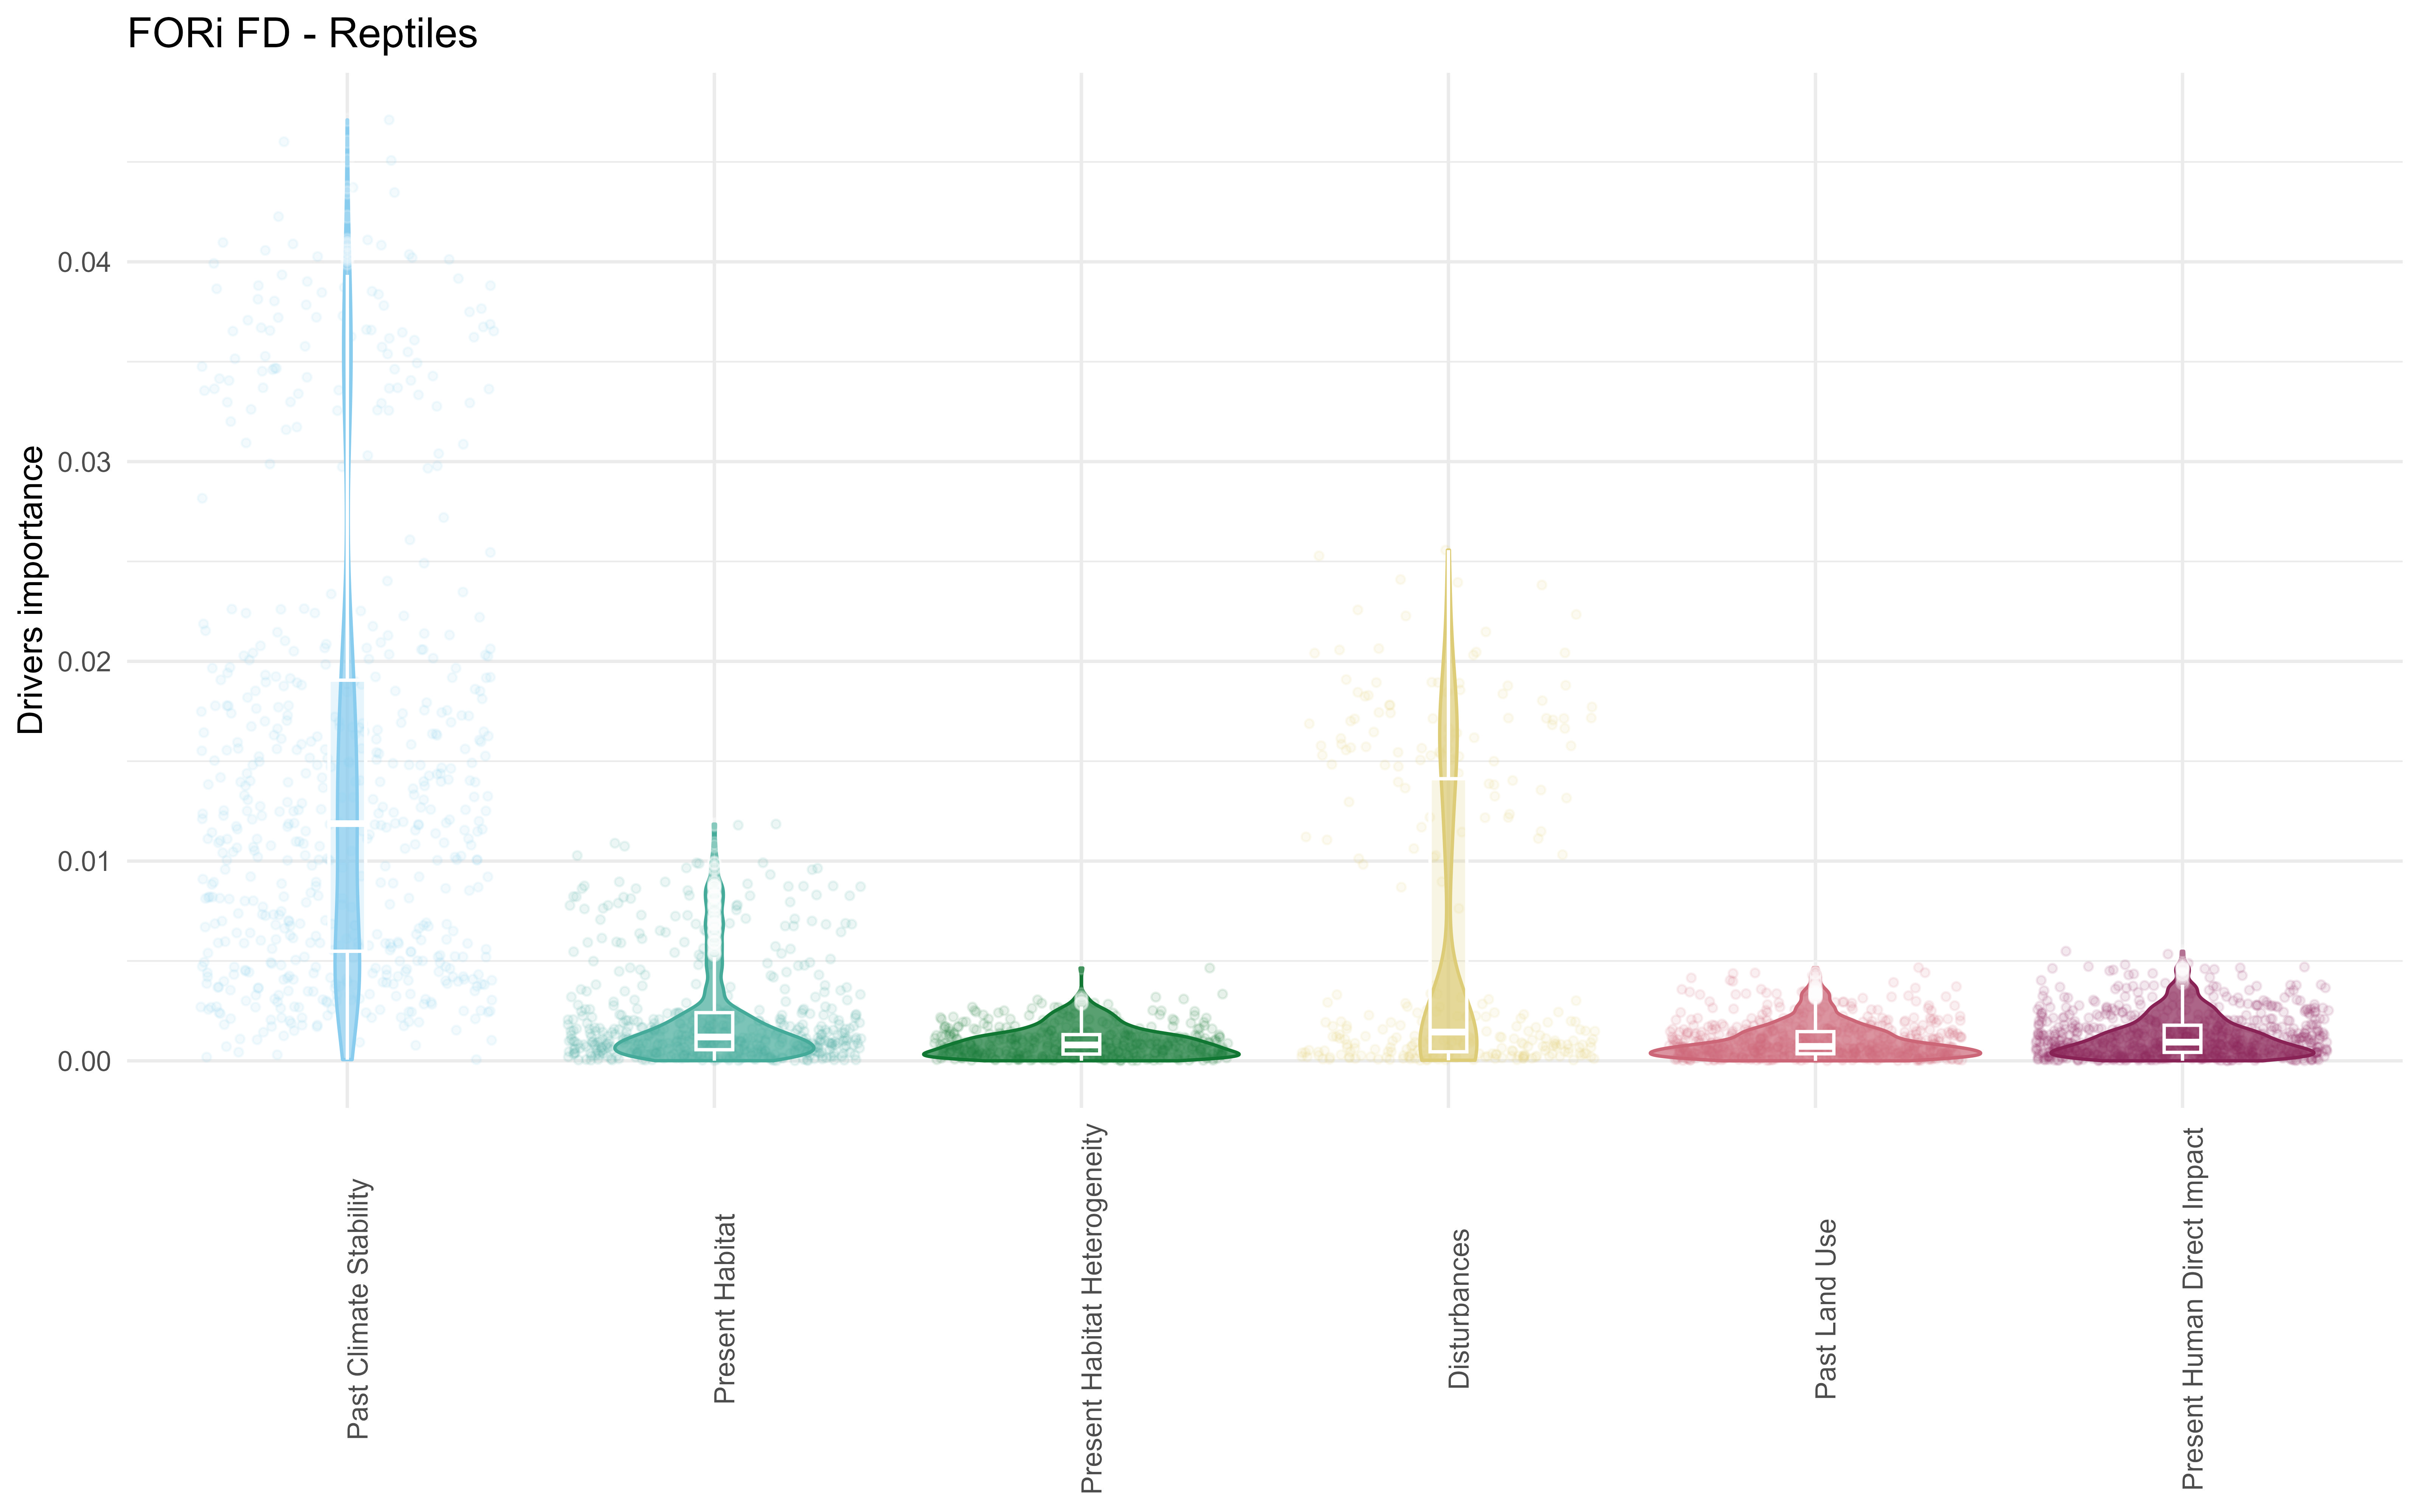 FORi FD - Reptiles
Drivers importance
0.04
0.03
0.02
0.01
0.00
Past Climate Stability
Present Habitat
Present Habitat Heterogeneity
Disturbances
Past Land Use
Present Human Direct Impact